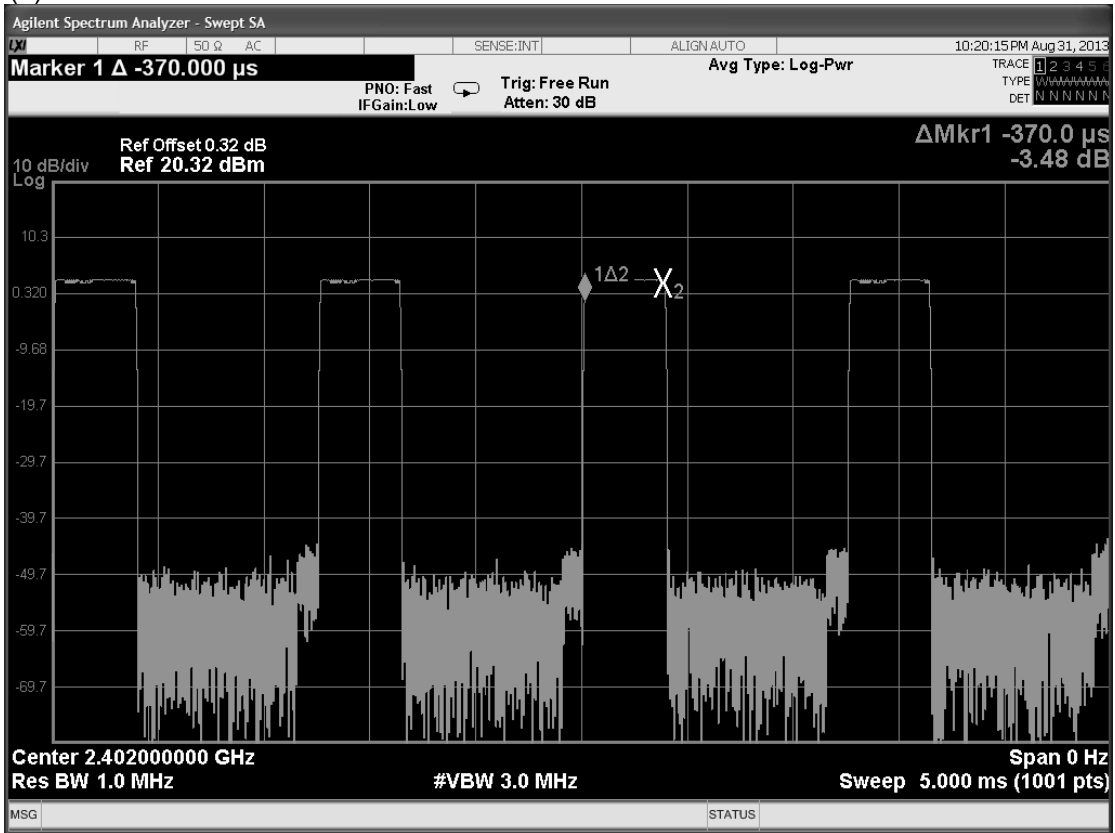 Agilent Spectrum Analyzer - Swept SA
LXI RF 50 Ω AC SENSE:INT ALIGN AUTO 10:20:15 PM Aug 31, 2013
Marker 1 Δ -370.000 µs
PNO: Fast
IFGain:Low
Trig: Free Run
Atten: 30 dB
Avg Type: Log-Pwr
TRACE 1 2 3 4 5 6
TYPE
DET N N N N N N
ΔMkr1 -370.0 µs
-3.48 dB
Ref Offset 0.32 dB
10 dB/div Ref 20.32 dBm
Log
10.3
0.320
-9.68
-19.7
-29.7
-39.7
-49.7
-59.7
-69.7
1Δ2
X2
Center 2.402000000 GHz Span 0 Hz
Res BW 1.0 MHz #VBW 3.0 MHz Sweep 5.000 ms (1001 pts)
MSG STATUS